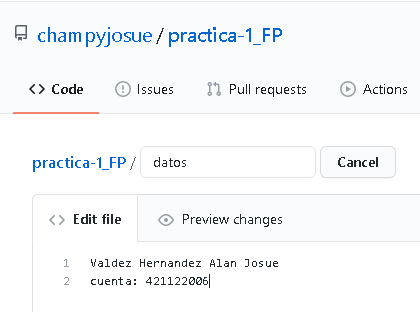 champyjosue / practica-1_FP
<> Code Issues Pull requests Actions
practica-1_FP / datos Cancel
<> Edit file Preview changes
1 Valdez Hernandez Alan Josue
2 cuenta: 421122006